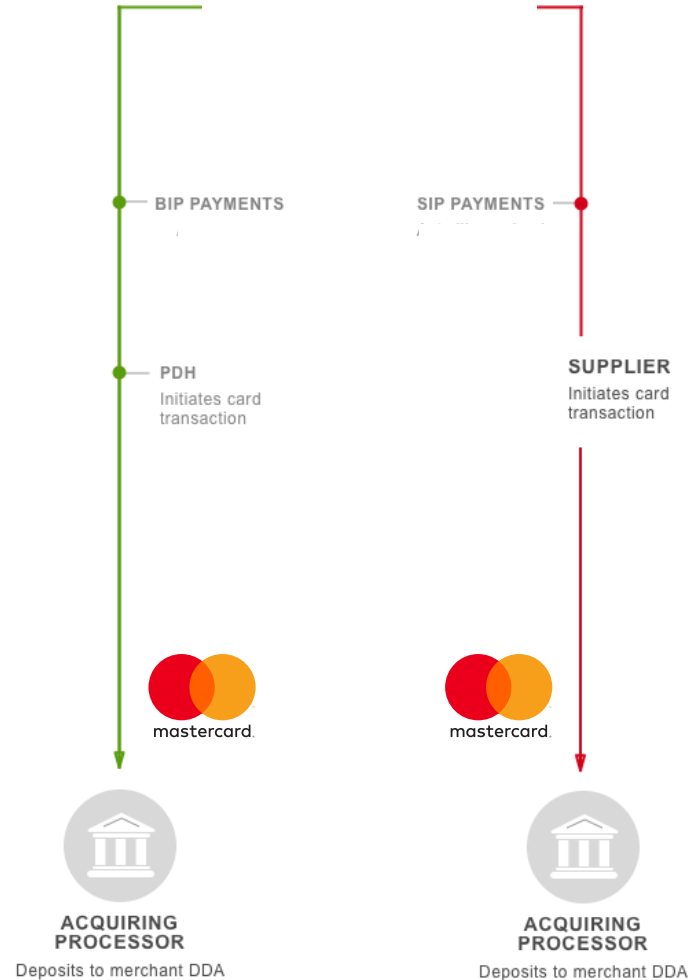 BIP PAYMENTS
SIP PAYMENTS
PDH
Initiates card
transaction
SUPPLIER
Initiates card
transaction
mastercard.
mastercard.
ACQUIRING
PROCESSOR
Deposits to merchant DDA
ACQUIRING
PROCESSOR
Deposits to merchant DDA